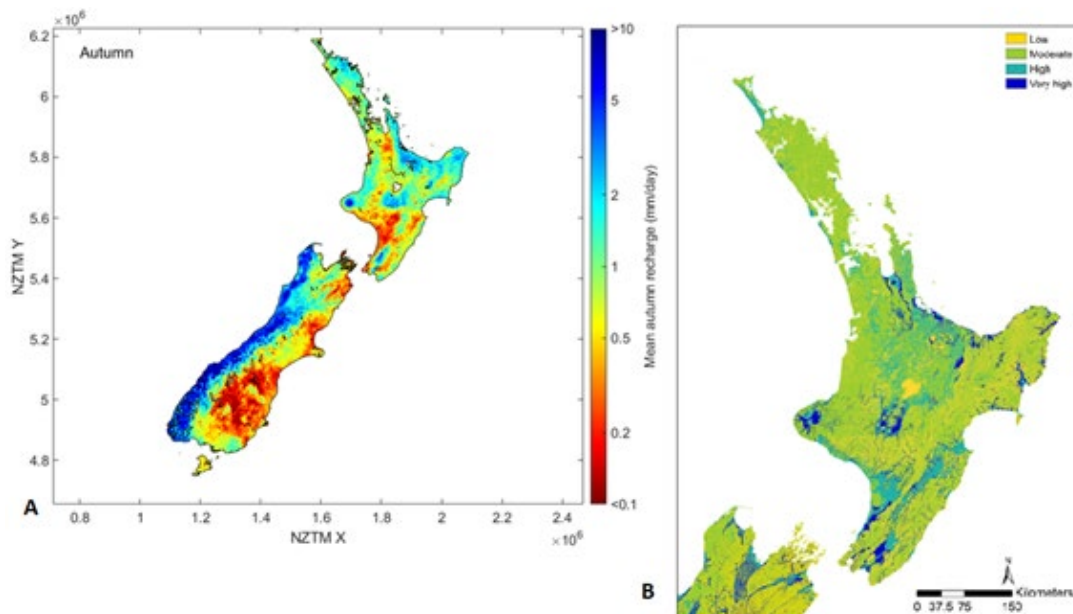 ×10⁶
Autumn
6.2
6
5.8
5.6
5.4
5.2
5
4.8
NZTM Y
0.8 1 1.2 1.4 1.6 1.8 2 2.2 2.4
×10⁶
NZTM X
A
>10
5
2
1
0.5
0.2
<0.1
Mean autumn recharge (mm/day)
Low
Moderate
High
Very high
B
N
Kilometers
0 37.5 75 150